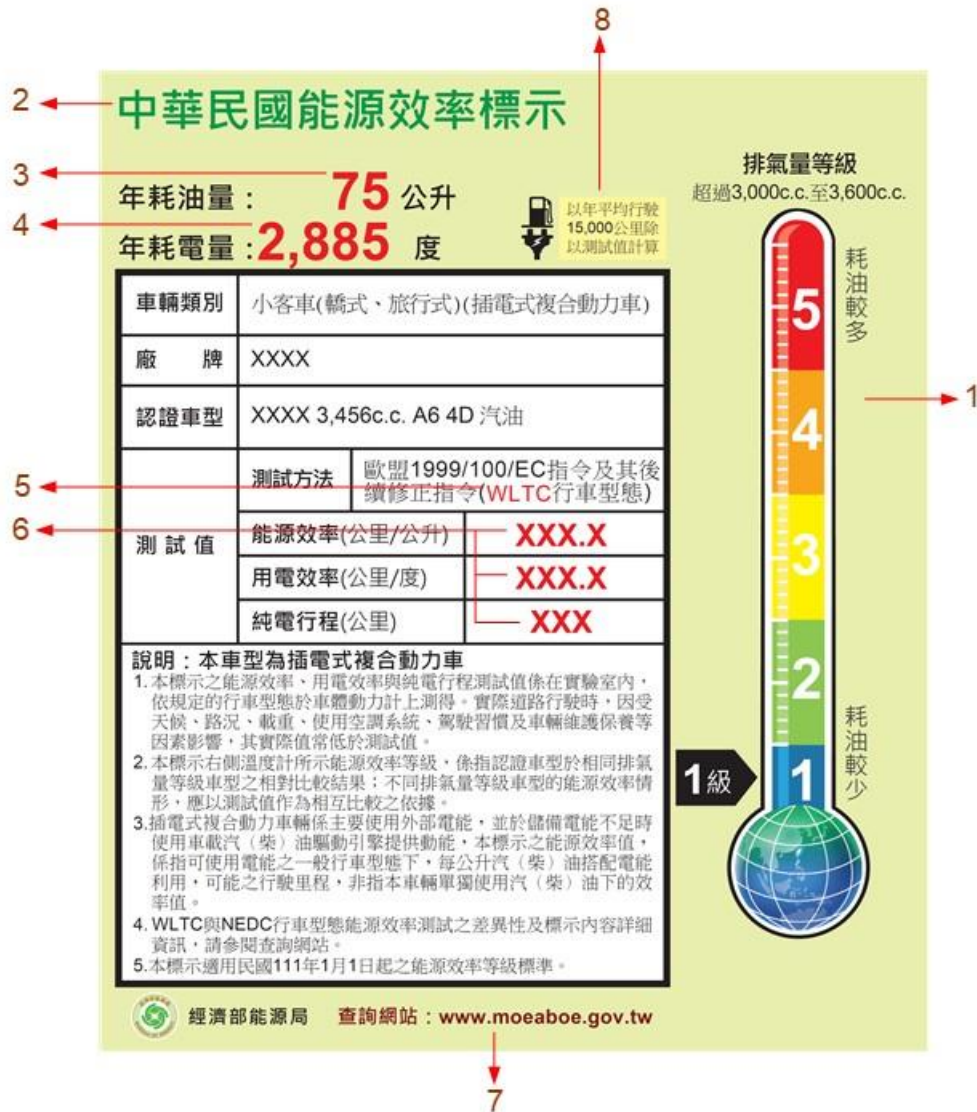 8
2
中華民國能源效率標示
3
年耗油量：75 公升
4
年耗電量：2,885 度
以年平均行駛
15,000公里除
以測試值計算
排氣量等級
超過3,000c.c.至3,600c.c.
耗油較多
5
4
3
2
1
耗油較少
1級
1
車輛類別 小客車(轎式、旅行式)(插電式複合動力車)
廠牌 XXXX
認證車型 XXXX 3,456c.c. A6 4D 汽油
5
6
測試值
測試方法 歐盟1999/100/EC指令及其後
續修正指令(WLTC行車型態)
能源效率(公里/公升) XXX.X
用電效率(公里/度) XXX.X
純電行程(公里) XXX
說明：本車型為插電式複合動力車
1.本標示之能源效率、用電效率與純電行程測試值係在實驗室內，
依規定的行車型態於車體動力計上測得。實際道路行駛時，因受
天候、路況、載重、使用空調系統、駕駛習慣及車輛維護保養等
因素影響，其實際值常低於測試值。
2.本標示右側溫度計所示能源效率等級，係指認證車型於相同排氣
量等級車型之相對比較結果；不同排氣量等級車型的能源效率情
形，應以測試值作為相互比較之依據。
3.插電式複合動力車輛係主要使用外部電能，並於儲備電能不足時
使用車載汽（柴）油驅動引擎提供動能，本標示之能源效率值，
係指可使用電能之一般行車型態下，每公升汽（柴）油搭配電能
利用，可能之行駛里程，非指本車輛單獨使用汽（柴）油下的效
率值。
4.WLTC與NEDC行車型態能源效率測試之差異性及標示內容詳細
資訊，請參閱查詢網站。
5.本標示適用民國111年1月1日起之能源效率等級標準。
經濟部能源局 查詢網站：www.moeaboe.gov.tw
7